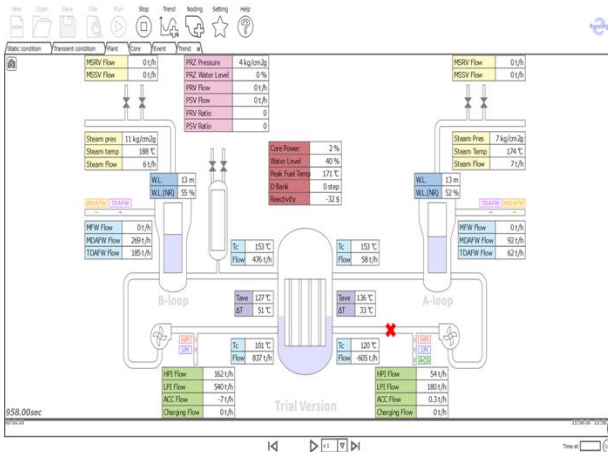 New Open Save File Run Stop Trend Noding Setting Help
Static condition Transient condition Plant Core Event Trend
MSRV Flow 0 t/h
MSSV Flow 0 t/h
PRZ Pressure 4 kg/cm2g
PRZ Water Level 0 %
PRV Flow 0 t/h
PSV Flow 0 t/h
PRV Ratio 0
PSV Ratio 0
MSRV Flow 0 t/h
MSSV Flow 0 t/h
Steam pres 11 kg/cm2g
Steam temp 188 ℃
Steam Flow 6 t/h
Core Power 2 %
Water Level 40 %
Peak Fuel Temp 171 ℃
D Bank 0 step
Reactivity -32 $
Steam Pres 7 kg/cm2g
Steam Temp 174 ℃
Steam Flow 7 t/h
W.L. 13 m
W.L.(NR) 55 %
W.L. 13 m
W.L.(NR) 52 %
MDAFW TDAFW
TDAFW MDAFW
MFW Flow 0 t/h
MDAFW Flow 269 t/h
TDAFW Flow 185 t/h
MFW Flow 0 t/h
MDAFW Flow 92 t/h
TDAFW Flow 62 t/h
Tc 153 ℃
Flow 476 t/h
Tc 153 ℃
Flow 58 t/h
B-loop
A-loop
Tave 127 ℃
ΔT 51 ℃
Tave 136 ℃
ΔT 33 ℃
Tc 101 ℃
Flow 837 t/h
Tc 120 ℃
Flow -605 t/h
HPI
LPI
HPI
LPI
ACC
HPI Flow 162 t/h
LPI Flow 540 t/h
ACC Flow -7 t/h
Charging Flow 0 t/h
HPI Flow 54 t/h
LPI Flow 180 t/h
ACC Flow 0.3 t/h
Charging Flow 0 t/h
Trial Version
958.00sec
00:00.00
x 1
Time at